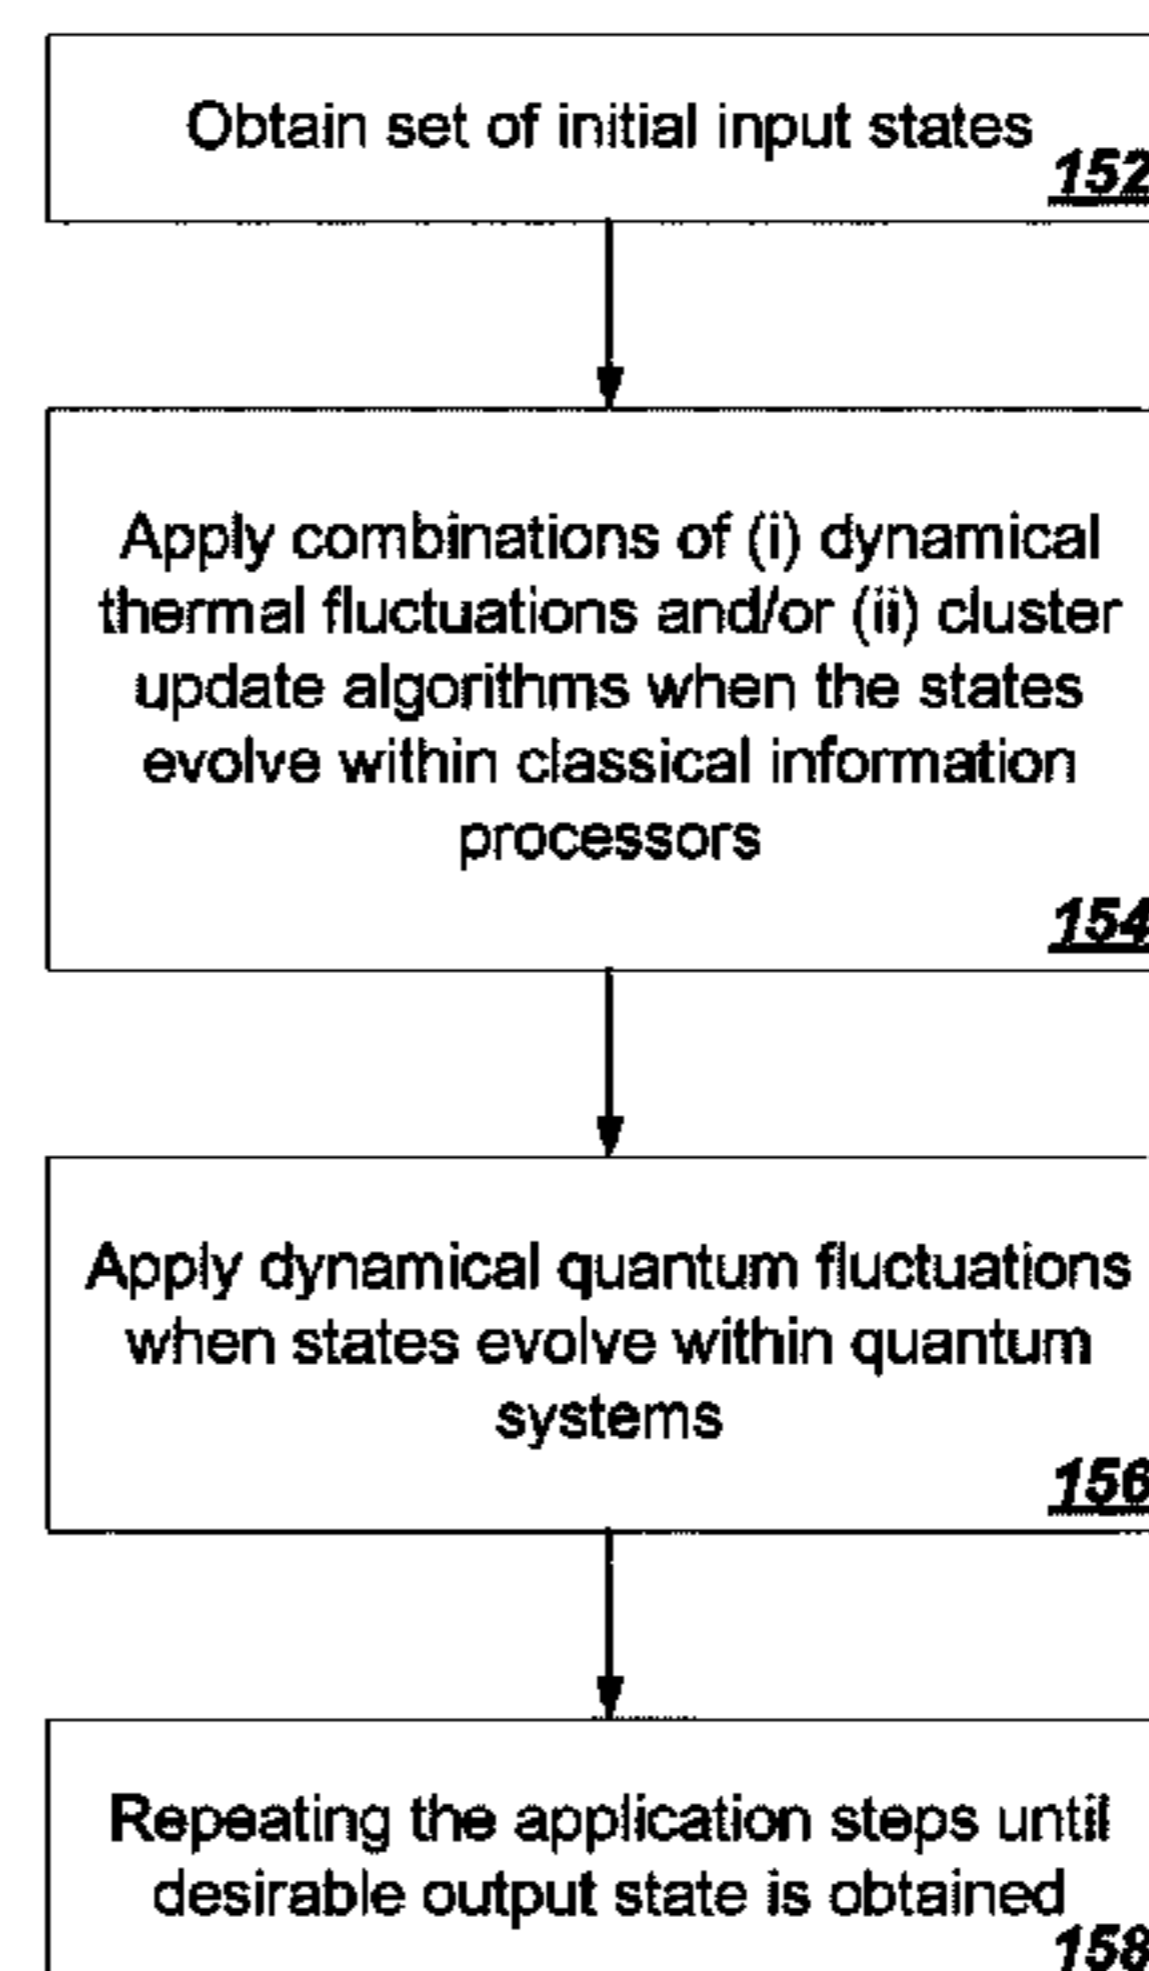 Obtain set of initial input states
152
Apply combinations of (i) dynamical
thermal fluctuations and/or (ii) cluster
update algorithms when the states
evolve within classical information
processors
154
Apply dynamical quantum fluctuations
when states evolve within quantum
systems
156
Repeating the application steps until
desirable output state is obtained
158